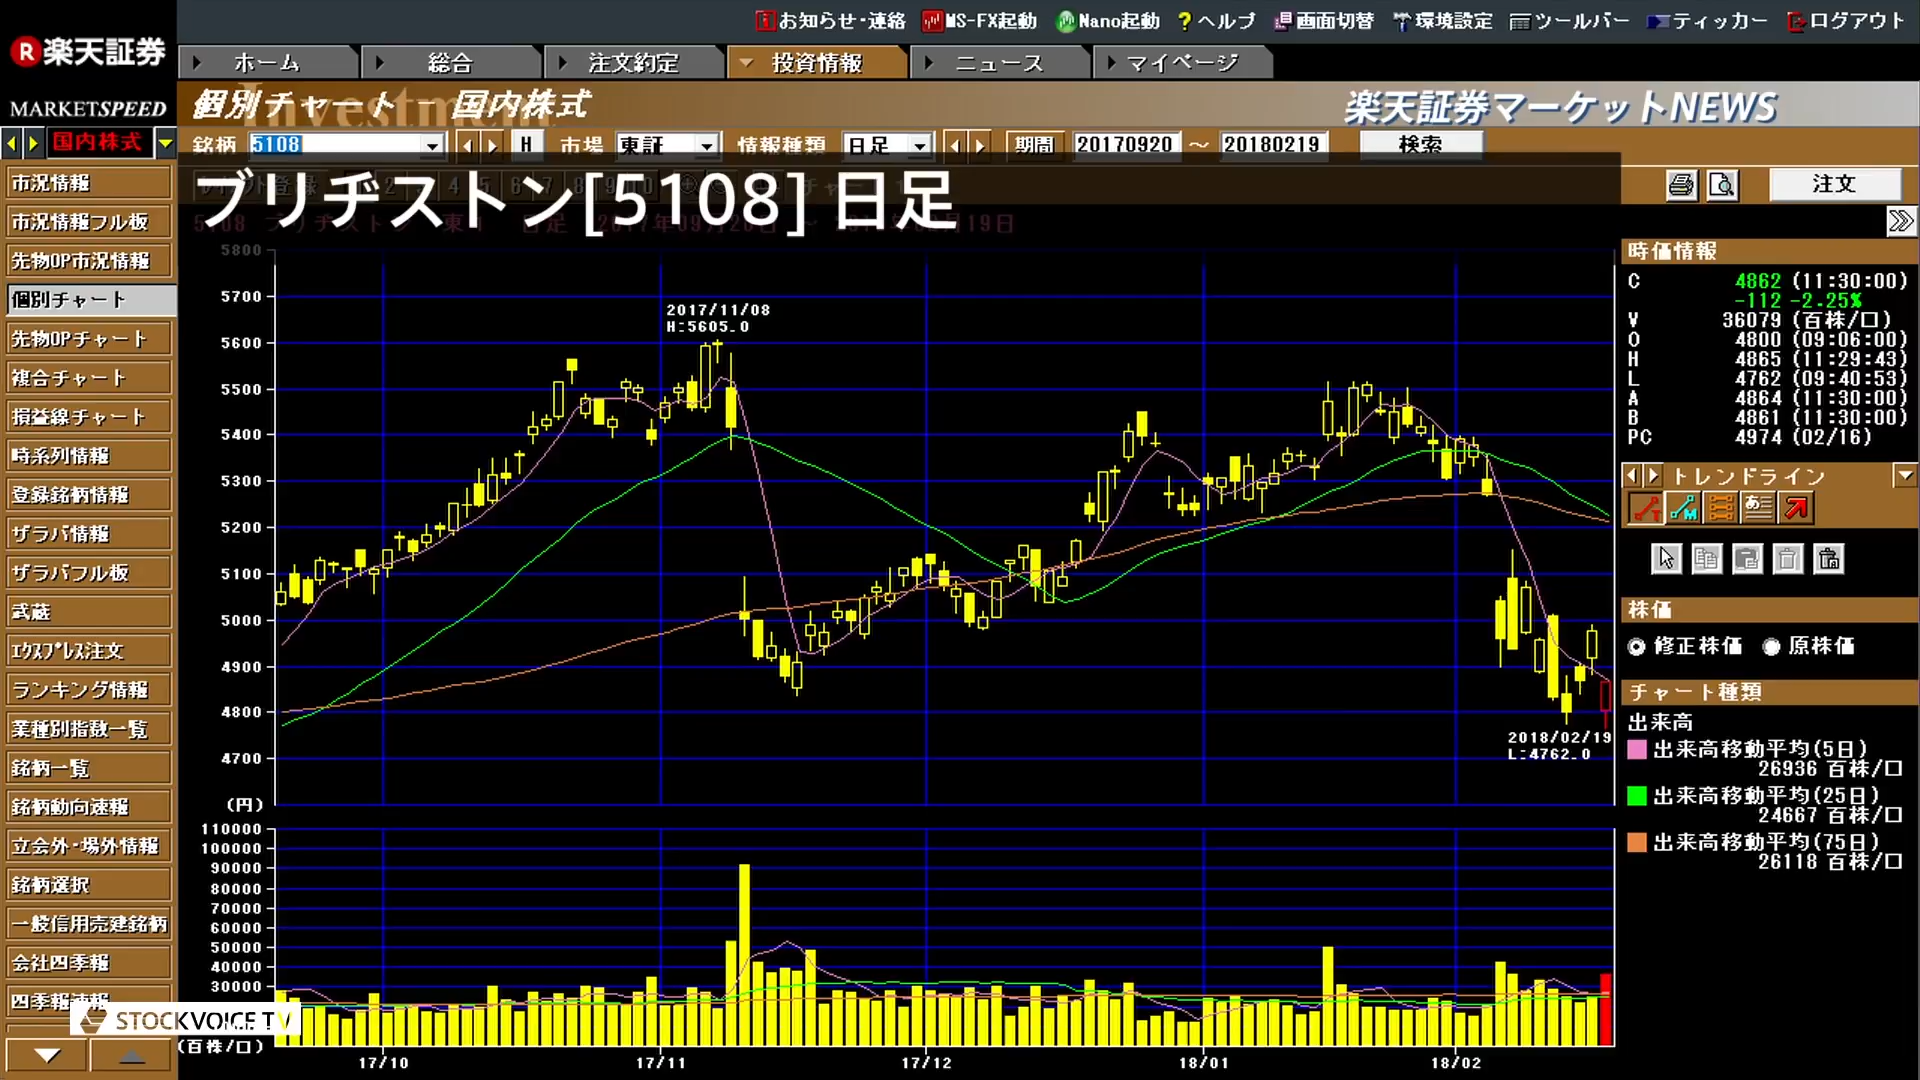 お知らせ・連絡 MS-FX起動 Nano起動 ヘルプ 画面切替 環境設定 ツールバー ティッカー ログアウト
R楽天証券
MARKETSPEED
ホーム 総合 注文約定 投資情報 ニュース マイページ
個別チャート － 国内株式
楽天証券マーケットNEWS
国内株式
銘柄 5108 H 市場 東証 情報種類 日足 期間 20170920 ～ 20180219 検索
ブリヂストン[5108] 日足
注文
市況情報
市況情報フル板
先物OP市況情報
個別チャート
先物OPチャート
複合チャート
損益線チャート
時系列情報
登録銘柄情報
ザラバ情報
ザラバフル板
武蔵
エクスプレス注文
ランキング情報
業種別指数一覧
銘柄一覧
銘柄動向速報
立会外・場外情報
銘柄選択
一般信用売建銘柄
会社四季報
四季報速報
STOCKVOICE TV
5800
5700
5600
5500
5400
5300
5200
5100
5000
4900
4800
4700
(円)
2017/11/08
H:5605.0
2018/02/19
L:4762.0
110000
100000
90000
80000
70000
60000
50000
40000
30000
(百株/口)
17/10 17/11 17/12 18/01 18/02
時価情報
C 4862 (11:30:00)
-112 -2.25%
V 36079 (百株/口)
O 4800 (09:06:00)
H 4865 (11:29:43)
L 4762 (09:40:53)
A 4864 (11:30:00)
B 4861 (11:30:00)
PC 4974 (02/16)
トレンドライン
株価
修正株価 原株価
チャート種類
出来高
出来高移動平均(5日)
26936 百株/口
出来高移動平均(25日)
24667 百株/口
出来高移動平均(75日)
26118 百株/口